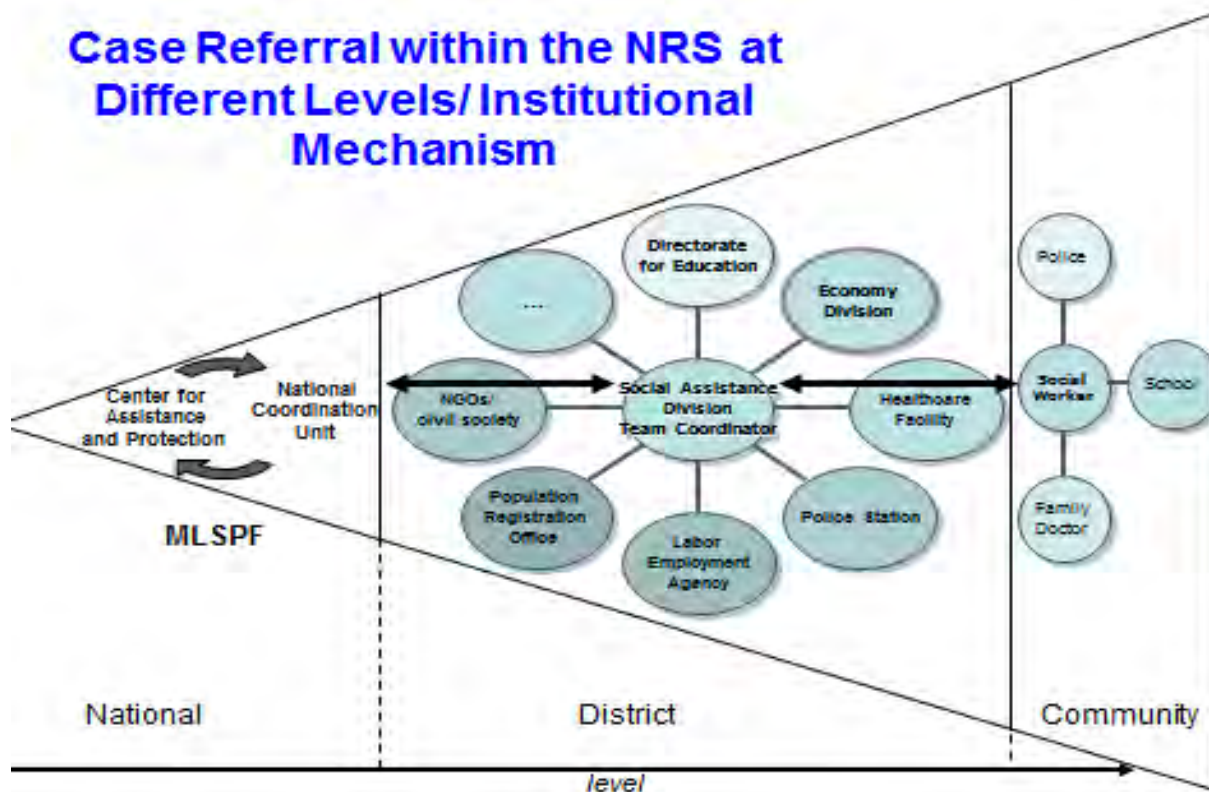 Case Referral within the NRS at
Different Levels/ Institutional
Mechanism
Center for
Assistance
and Protection
National
Coordination
Unit
MLSPF
...
Directorate
for Education
Economy
Division
NGOs/
civil society
Social Assistance
Division
Team Coordinator
Healthcare
Facility
Population
Registration
Office
Labor
Employment
Agency
Police Station
Police
Social
Worker
School
Family
Doctor
National
District
Community
level